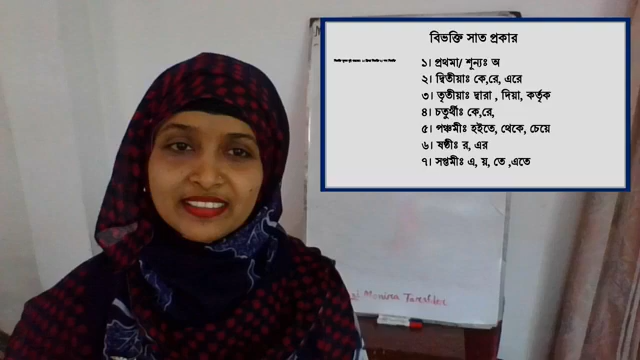 বিভক্তি সাত প্রকার
১। প্রথমা/ শূন্যঃ অ
২। দ্বিতীয়াঃ কে,রে, এরে
৩। তৃতীয়াঃ দ্বারা , দিয়া, কর্তৃক
৪। চতুর্থীঃ কে,রে,
৫। পঞ্চমীঃ হইতে, থেকে, চেয়ে
৬। ষষ্ঠীঃ র, এর
৭। সপ্তমীঃ এ, য়, তে ,এতে
Monira